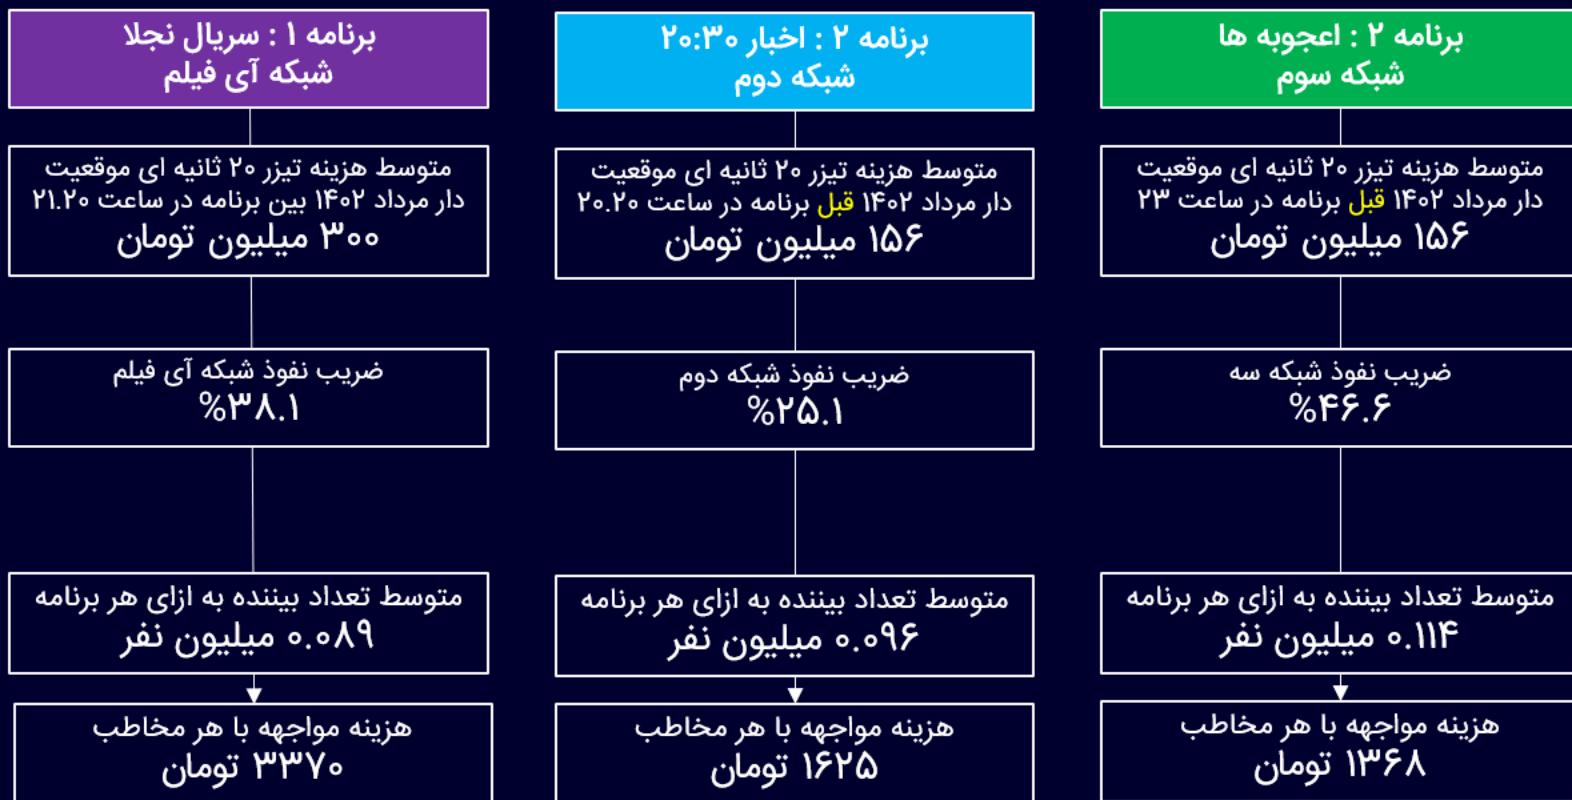 برنامه ۲ : اعجوبه ها
شبکه سوم
متوسط هزینه تیزر ۲۰ ثانیه ای موقعیت
دار مرداد ۱۴۰۲ قبل برنامه در ساعت ۲۳
۱۵۶ میلیون تومان
ضریب نفوذ شبکه سه
%۴۶.۶
متوسط تعداد بیننده به ازای هر برنامه
۰.۱۱۴ میلیون نفر
هزینه مواجهه با هر مخاطب
۱۳۶۸ تومان
برنامه ۲ : اخبار ۲۰:۳۰
شبکه دوم
متوسط هزینه تیزر ۲۰ ثانیه ای موقعیت
دار مرداد ۱۴۰۲ قبل برنامه در ساعت ۲۰.۲۰
۱۵۶ میلیون تومان
ضریب نفوذ شبکه دوم
%۲۵.۱
متوسط تعداد بیننده به ازای هر برنامه
۰.۰۹۶ میلیون نفر
هزینه مواجهه با هر مخاطب
۱۶۲۵ تومان
برنامه ۱ : سریال نجلا
شبکه آی فیلم
متوسط هزینه تیزر ۲۰ ثانیه ای موقعیت
دار مرداد ۱۴۰۲ بین برنامه در ساعت ۲۱.۲۰
۳۰۰ میلیون تومان
ضریب نفوذ شبکه آی فیلم
%۳۸.۱
متوسط تعداد بیننده به ازای هر برنامه
۰.۰۸۹ میلیون نفر
هزینه مواجهه با هر مخاطب
۳۳۷۰ تومان